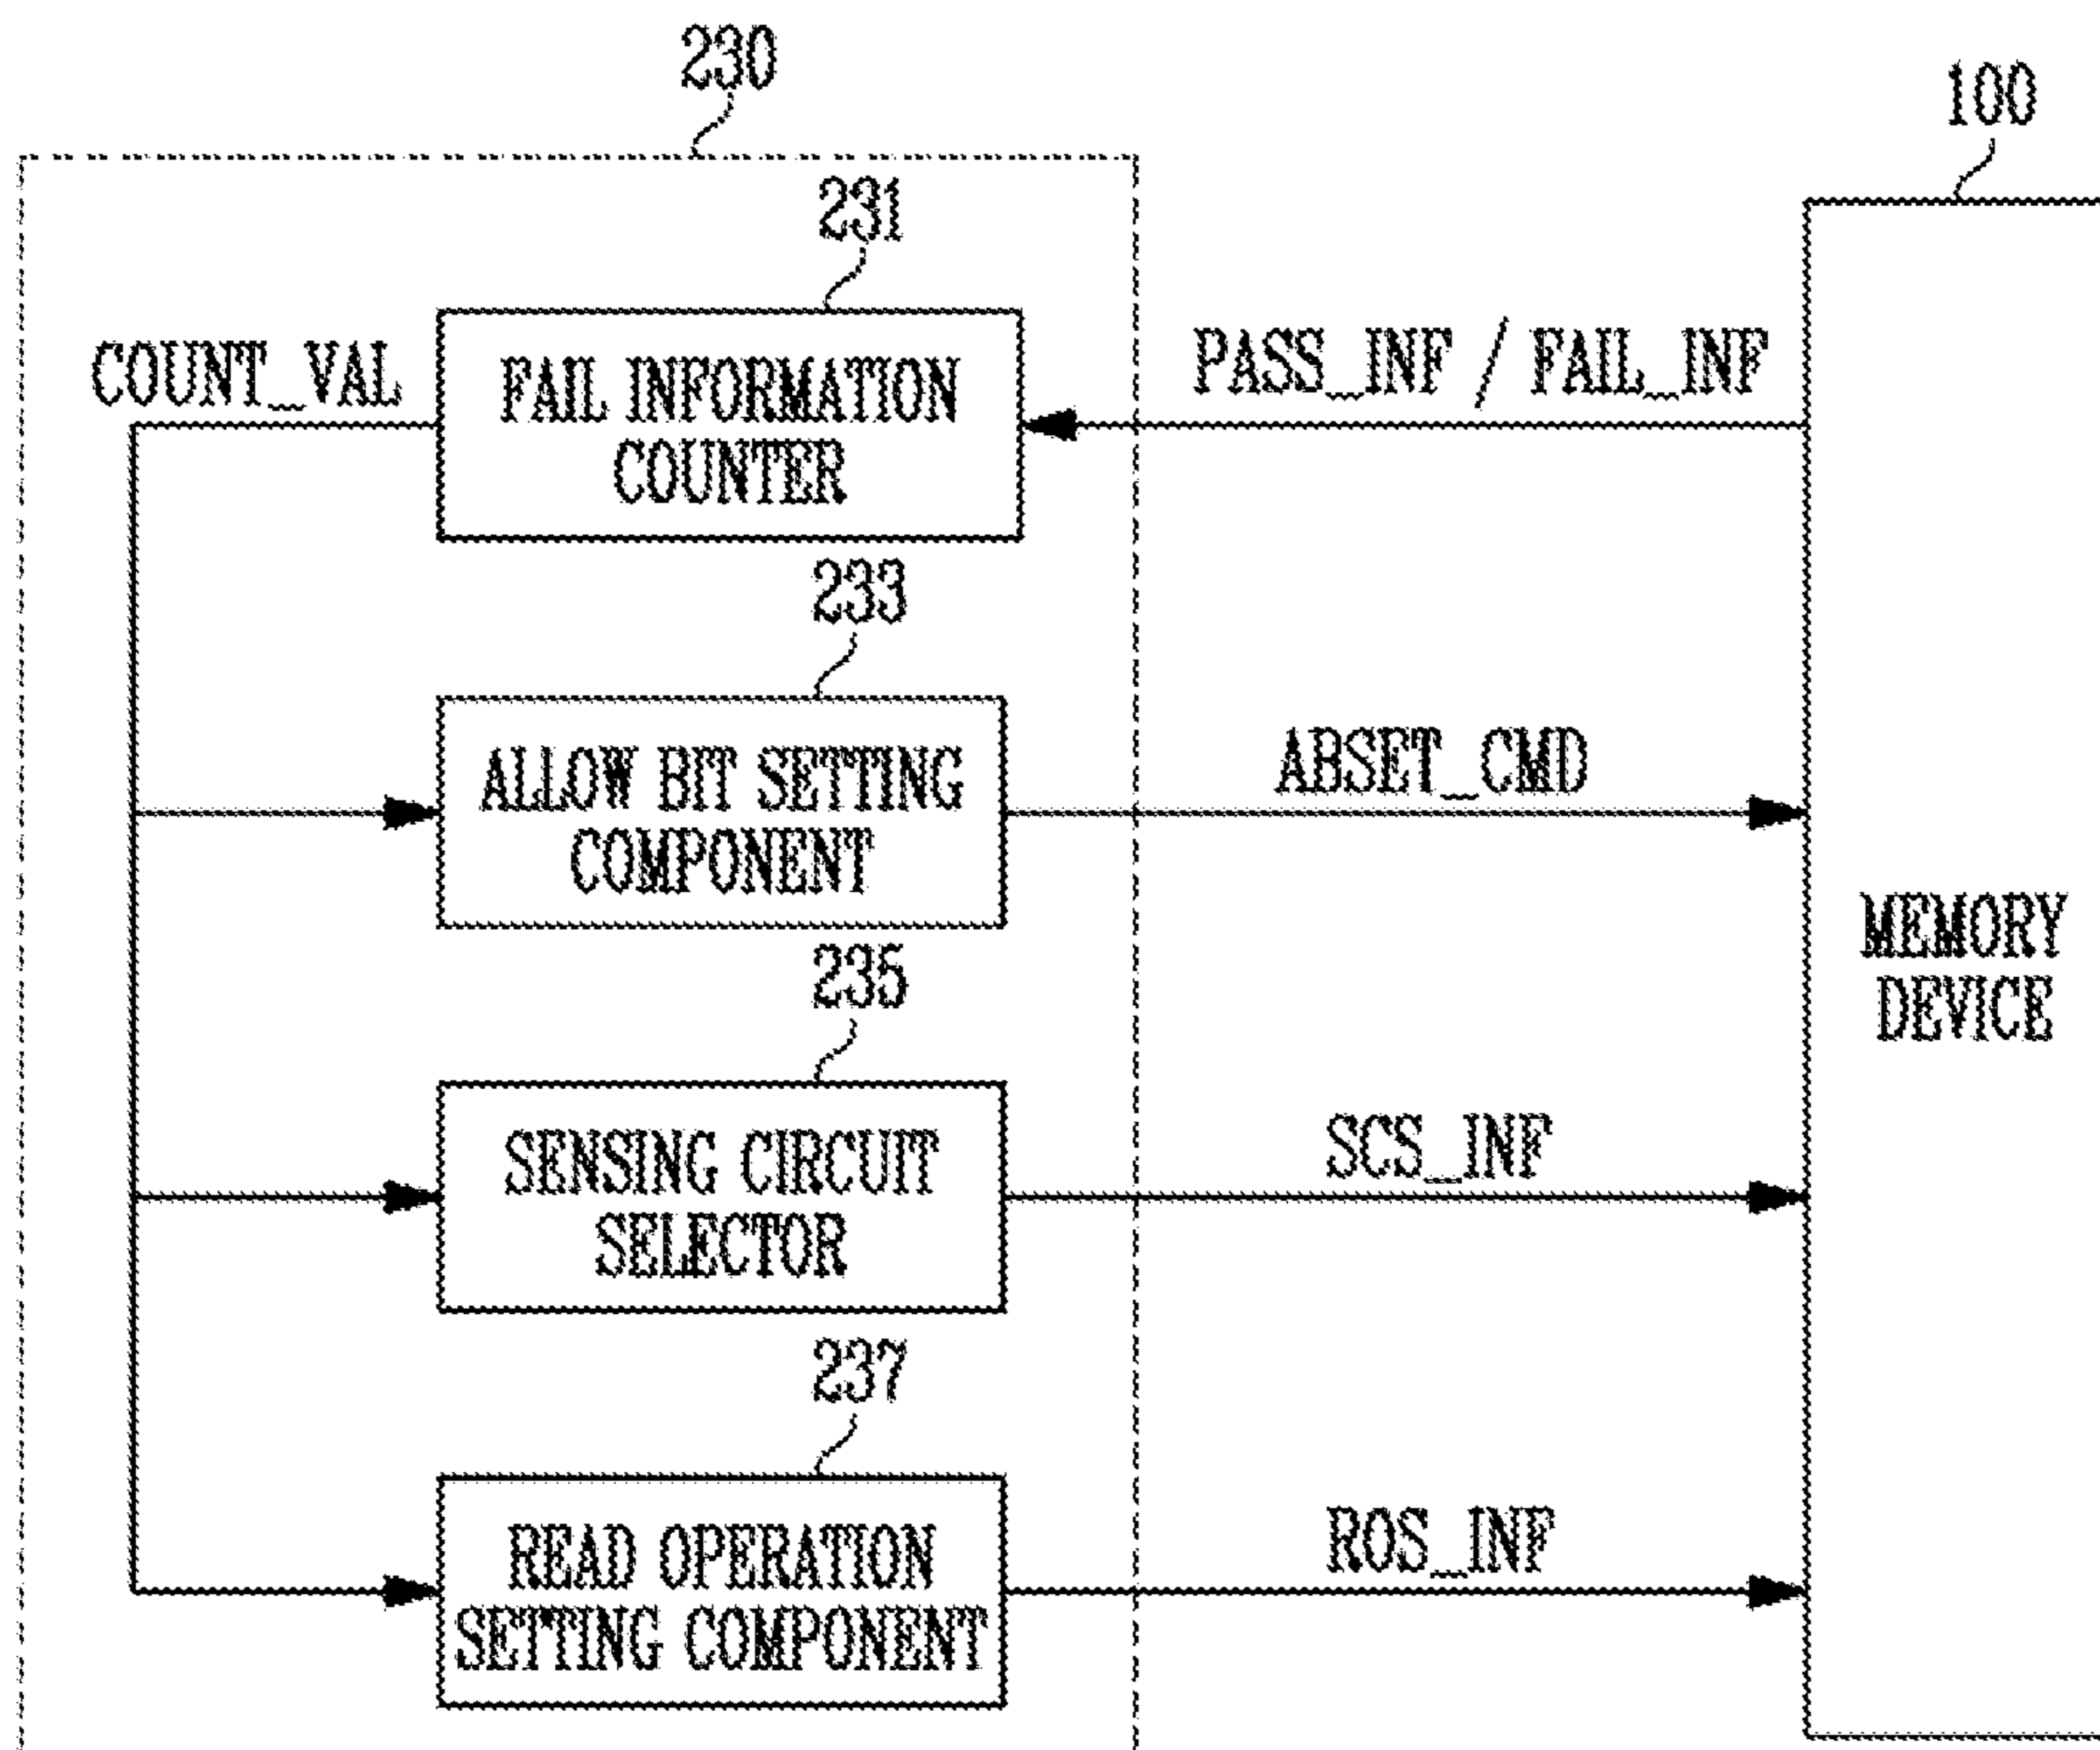 230
100
231
COUNT_VAL
FAIL INFORMATION
COUNTER
PASS_INF / FAIL_INF
233
ALLOW BIT SETTING
COMPONENT
ABSET_CMD
MEMORY
DEVICE
235
SENSING CIRCUIT
SELECTOR
SCS_INF
237
READ OPERATION
SETTING COMPONENT
ROS_INF